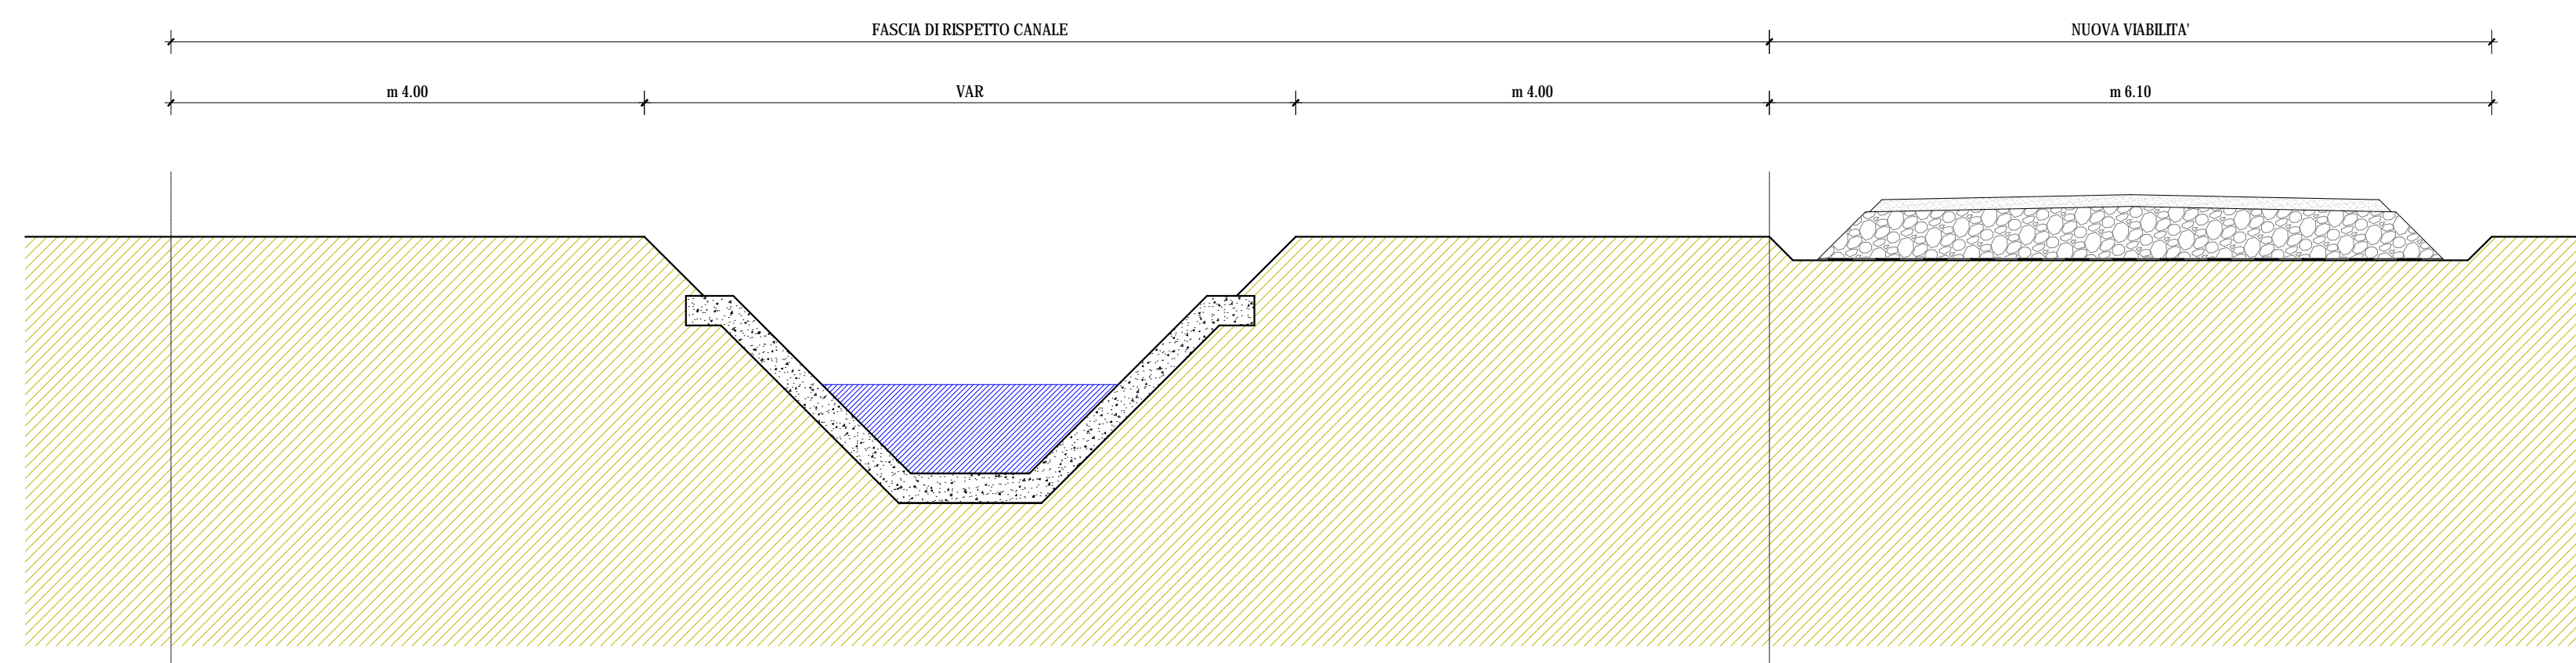 FASCIA DI RISPETTO CANALE
NUOVA VIABILITA'
m 4.00
VAR
m 4.00
m 6.10